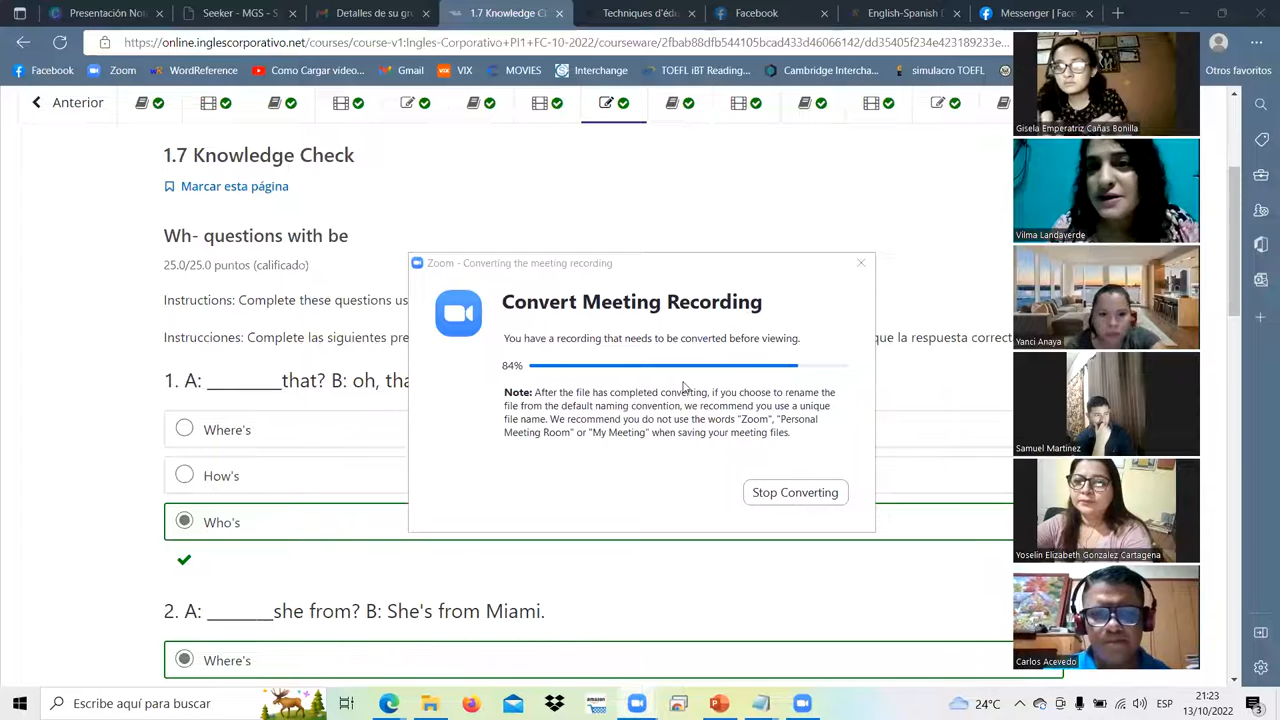 Presentación Not
Seeker - MGS - S
Detalles de su m
1.7 Knowledge C
Techniques d'édu
Facebook
English-Spanish
Messenger | Face
https://online.inglescorporativo.net/courses/course-v1:Ingles-Corporativo+PI1+FC-10-2022/courseware/2fbab88dfb544105bcad433d460f6149/dd35405f234e423189233e...
Facebook
Zoom
WordReference
Como Cargar video...
VIX
MOVIES
Interchange
TOEFL iBT Reading...
simulacro TOEFL
Otros favoritos
Anterior
1.7 Knowledge Check
Marcar esta página
Wh- questions with be
25.0/25.0 puntos (calificado)
Instructions: Complete these questions us
Instrucciones: Complete las siguientes pre
que la respuesta correct
1. A: ________that? B: oh, tha
Where's
How's
Who's
2. A: _______she from? B: She's from Miami.
Where's
Zoom - Converting the meeting recording
Convert Meeting Recording
You have a recording that needs to be converted before viewing.
84%
Note: After the file has completed converting, if you choose to rename the
file from the default naming convention, we recommend you use a unique
file name. We recommend you do not use the words "Zoom", "Personal
Meeting Room" or "My Meeting" when saving your meeting files.
Stop Converting
Gisela Emperatriz Cañas Bonilla
Vilma Landaverde
Yanci Anaya
Samuel Martinez
Yoselin Elizabeth Gonzalez Cartagena
Carlos Acevedo
Escribe aquí para buscar
amazon
24°C
ESP
21:23
13/10/2022
3